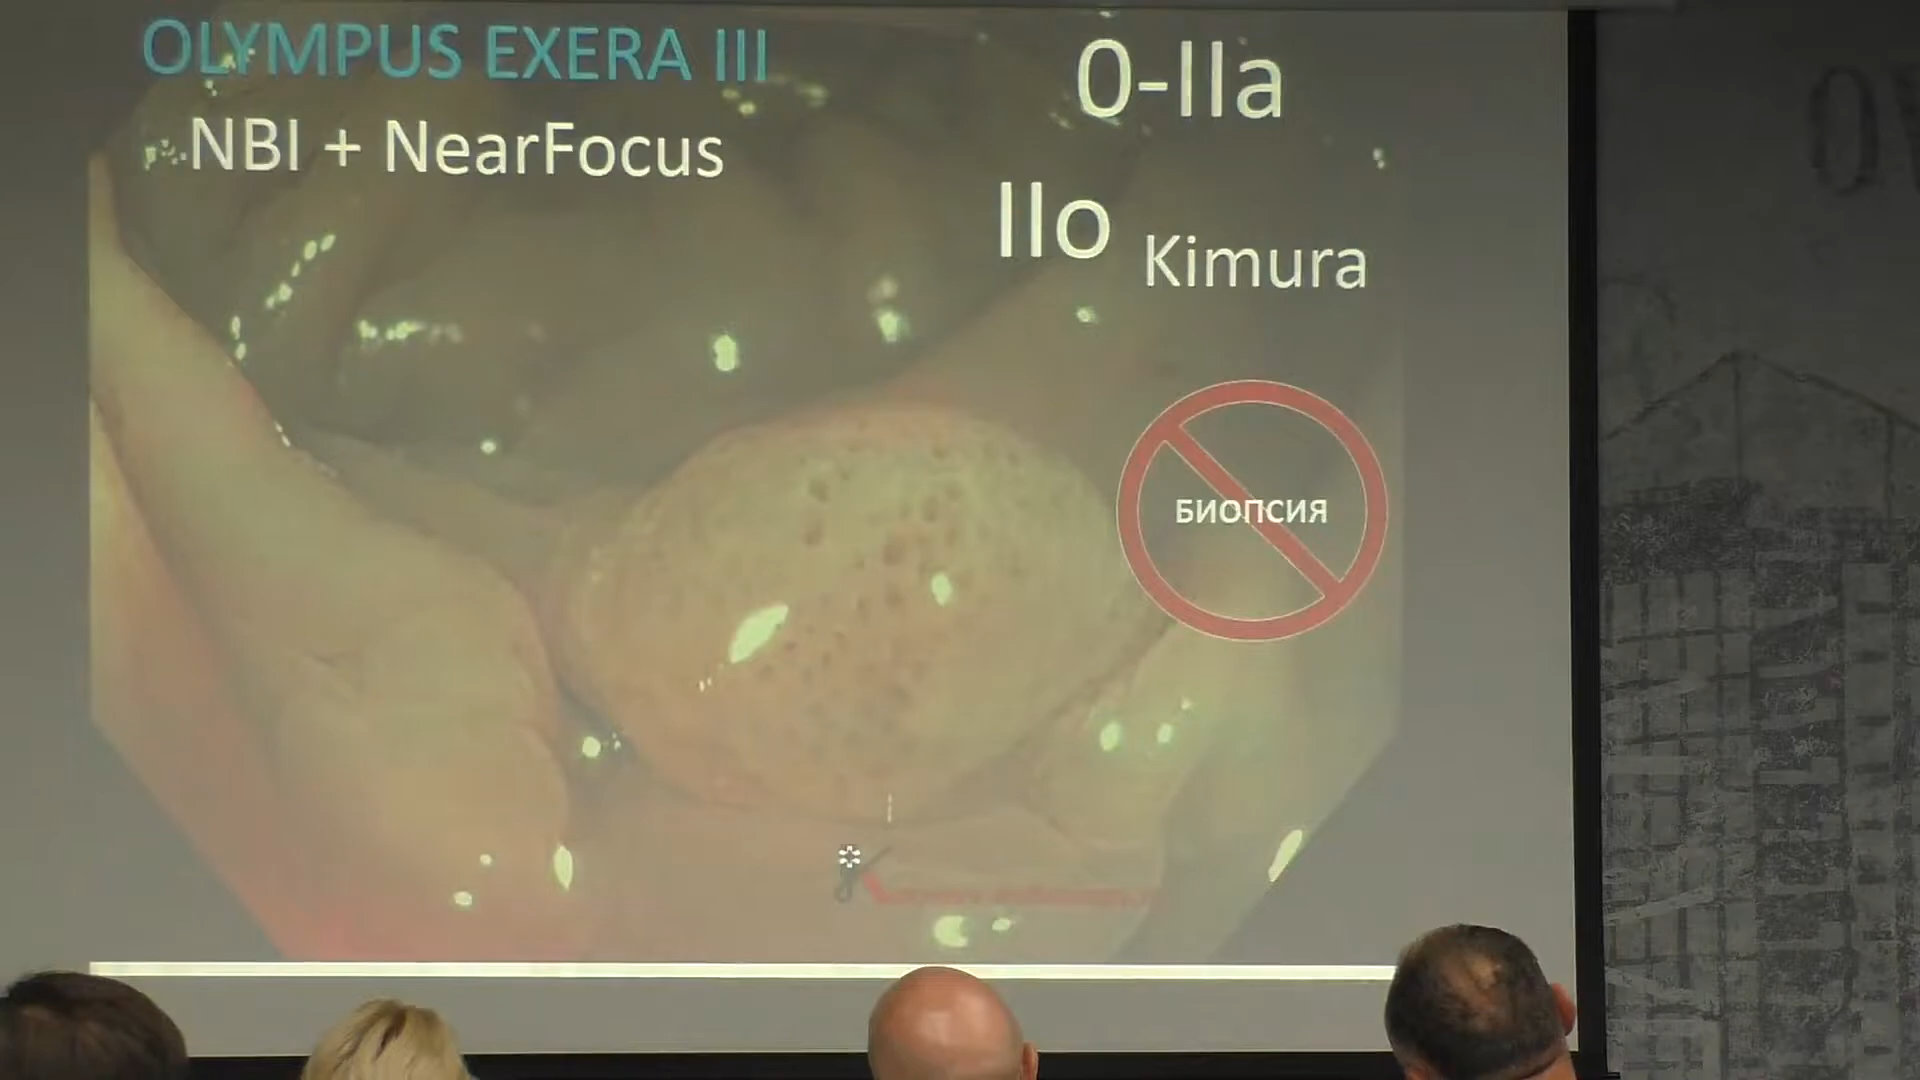 OLYMPUS EXERA III
NBI + NearFocus
0-IIa
IIo Kimura
БИОПСИЯ